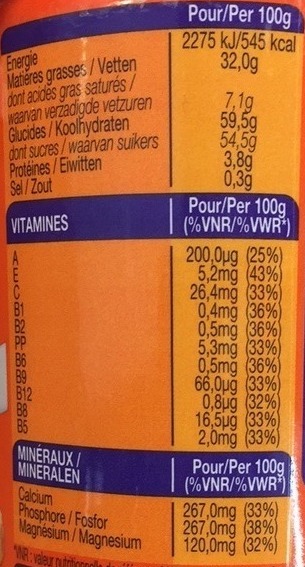 Pour/Per 100g
Energie 2275 kJ/545 kcal
Matières grasses / Vetten 32,0g
dont acides gras saturés /
waarvan verzadigde vetzuren 7,1g
Glucides / Koolhydraten 59,5g
dont sucres / waarvan suikers 54,5g
Protéines / Eiwitten 3,8g
Sel / Zout 0,3g
VITAMINES Pour/Per 100g
(%VNR/%VWR*)
A 200,0µg (25%)
E 5,2mg (43%)
C 26,4mg (33%)
B1 0,4mg (36%)
B2 0,5mg (36%)
PP 5,3mg (33%)
B6 0,5mg (36%)
B9 66,0µg (33%)
B12 0,8µg (32%)
B8 16,5µg (33%)
B5 2,0mg (33%)
MINÉRAUX / MINERALEN Pour/Per 100g
(%VNR/%VWR*)
Calcium 267,0mg (33%)
Phosphore / Fosfor 267,0mg (38%)
Magnésium / Magnesium 120,0mg (32%)
*VNR : valeur